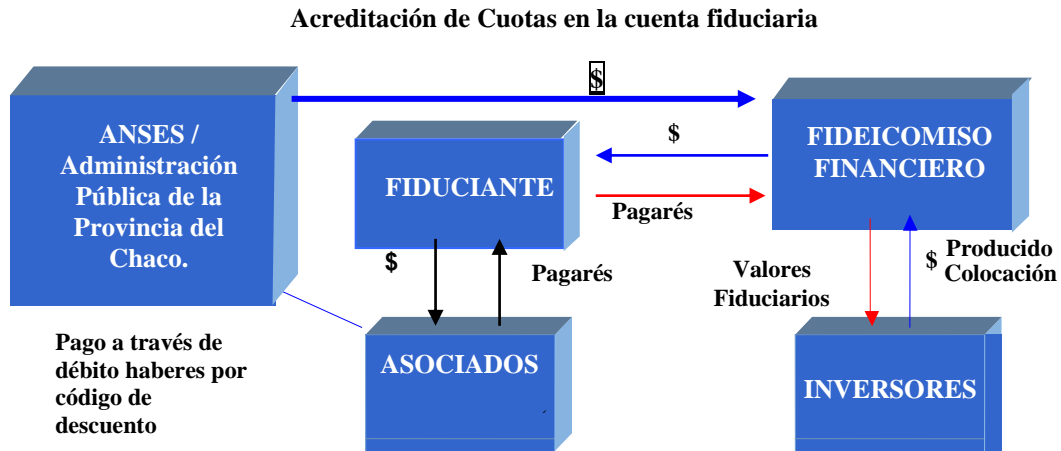 Acreditación de Cuotas en la cuenta fiduciaria
$
ANSES /
Administración
Pública de la
Provincia del
Chaco.
FIDUCIANTE
$
Pagarés
FIDEICOMISO
FINANCIERO
$
Pagarés
Valores
Fiduciarios
$ Producido
Colocación
Pago a través de
débito haberes por
código de
descuento
ASOCIADOS
INVERSORES